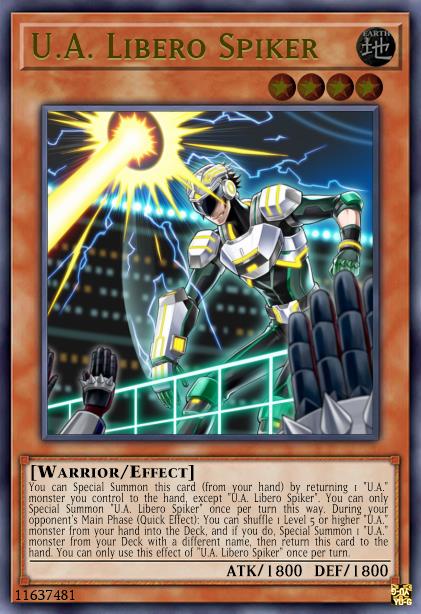 U.A. LIBERO SPIKER
EARTH
地
[WARRIOR/EFFECT]
You can Special Summon this card (from your hand) by returning 1 "U.A."
monster you control to the hand, except "U.A. Libero Spiker". You can only
Special Summon "U.A. Libero Spiker" once per turn this way. During your
opponent's Main Phase (Quick Effect): You can shuffle 1 Level 5 or higher "U.A."
monster from your hand into the Deck, and if you do, Special Summon 1 "U.A."
monster from your Deck with a different name, then return this card to the
hand. You can only use this effect of "U.A. Libero Spiker" once per turn.
ATK/1800 DEF/1800
11637481